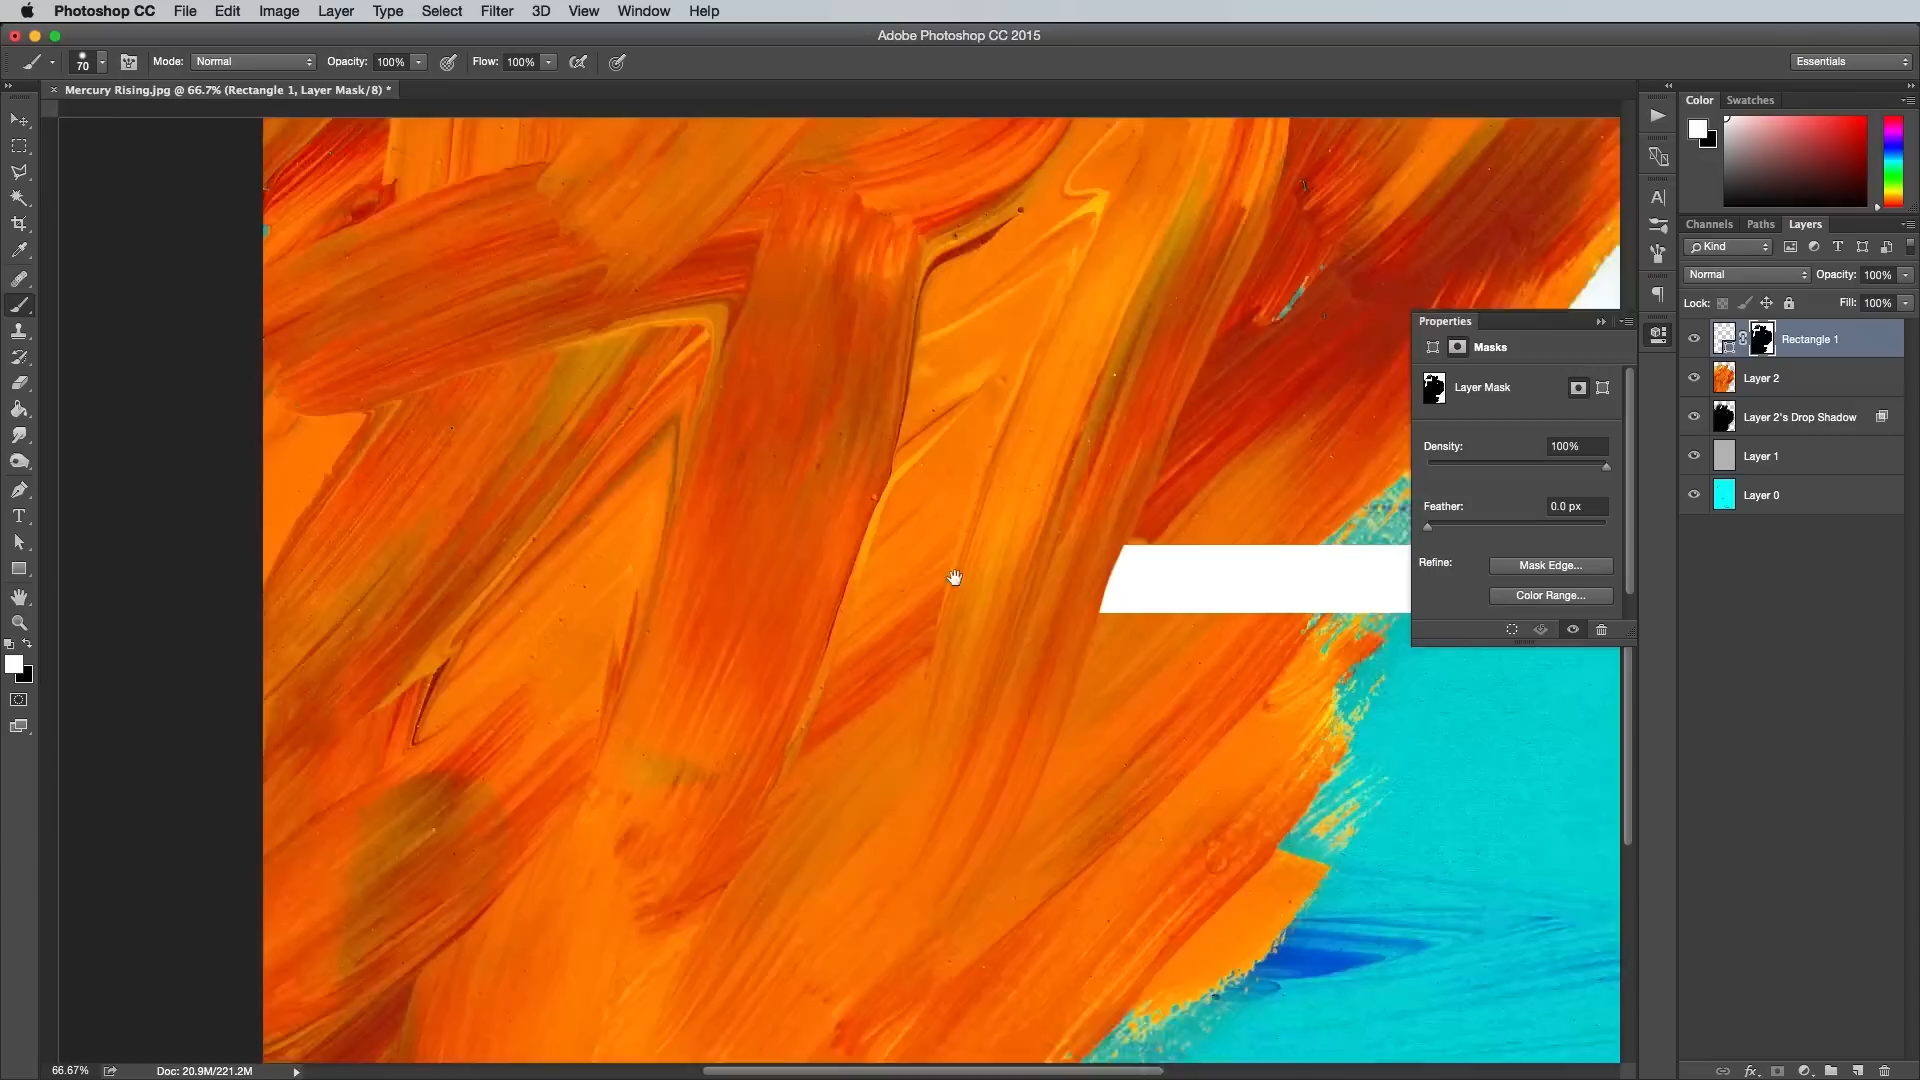 Photoshop CC File Edit Image Layer Type Select Filter 3D View Window Help
Adobe Photoshop CC 2015
70 Mode: Normal Opacity: 100% Flow: 100% Essentials
Mercury Rising.jpg @ 66.7% (Rectangle 1, Layer Mask/8) *
Color Swatches
Channels Paths Layers
Kind
Normal Opacity: 100%
Lock: Fill: 100%
Rectangle 1
Layer 2
Layer 2's Drop Shadow
Layer 1
Layer 0
Properties
Masks
Layer Mask
Density: 100%
Feather: 0.0 px
Refine: Mask Edge...
Color Range...
66.67% Doc: 20.9M/221.2M